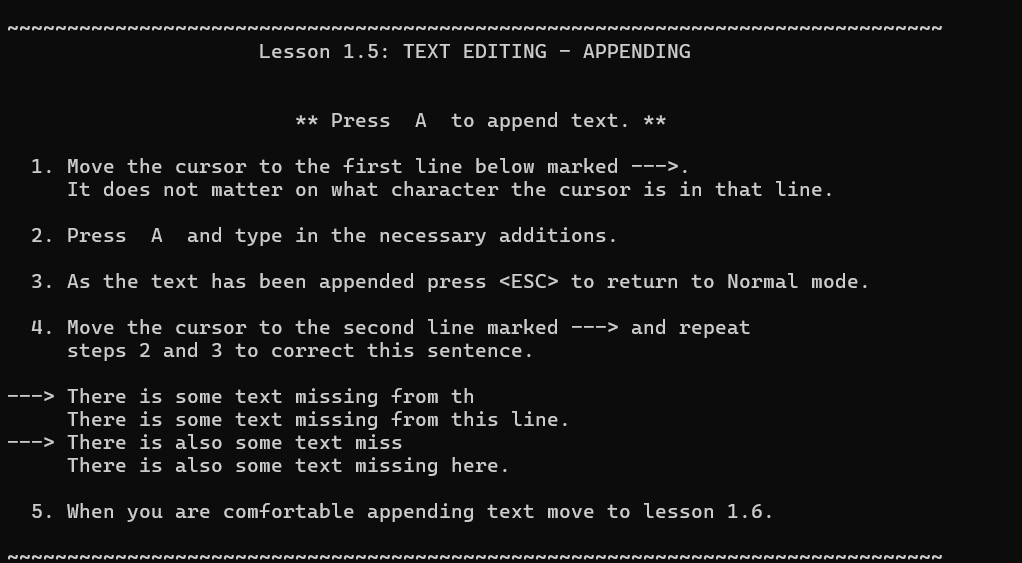 ~~~~~~~~~~~~~~~~~~~~~~~~~~~~~~~~~~~~~~~~~~~~~~~~~~~~~~~~~~~~~~~~~~~~~~~~~~~~~~
Lesson 1.5: TEXT EDITING - APPENDING
** Press  A  to append text. **
1. Move the cursor to the first line below marked --->.
It does not matter on what character the cursor is in that line.
2. Press  A  and type in the necessary additions.
3. As the text has been appended press <ESC> to return to Normal mode.
4. Move the cursor to the second line marked ---> and repeat
steps 2 and 3 to correct this sentence.
---> There is some text missing from th
There is some text missing from this line.
---> There is also some text miss
There is also some text missing here.
5. When you are comfortable appending text move to lesson 1.6.
~~~~~~~~~~~~~~~~~~~~~~~~~~~~~~~~~~~~~~~~~~~~~~~~~~~~~~~~~~~~~~~~~~~~~~~~~~~~~~